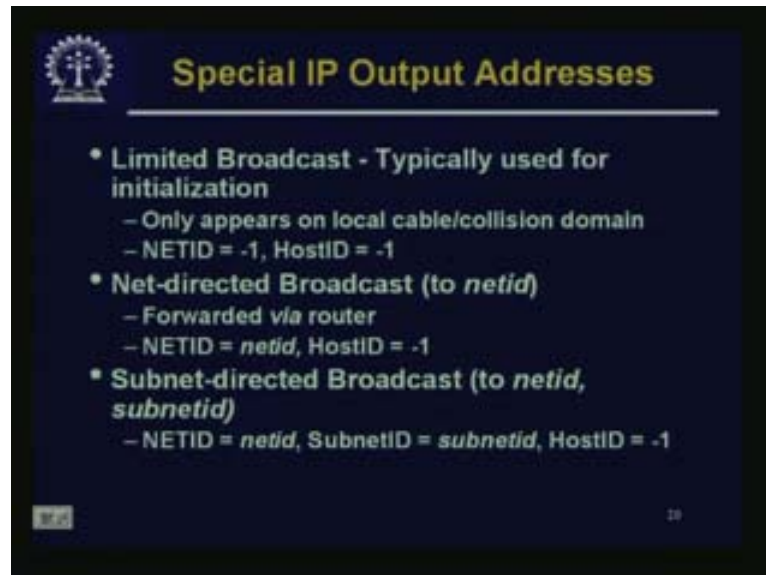 Special IP Output Addresses
• Limited Broadcast - Typically used for
initialization
– Only appears on local cable/collision domain
– NETID = -1, HostID = -1
• Net-directed Broadcast (to netid)
– Forwarded via router
– NETID = netid, HostID = -1
• Subnet-directed Broadcast (to netid,
subnetid)
– NETID = netid, SubnetID = subnetid, HostID = -1
20